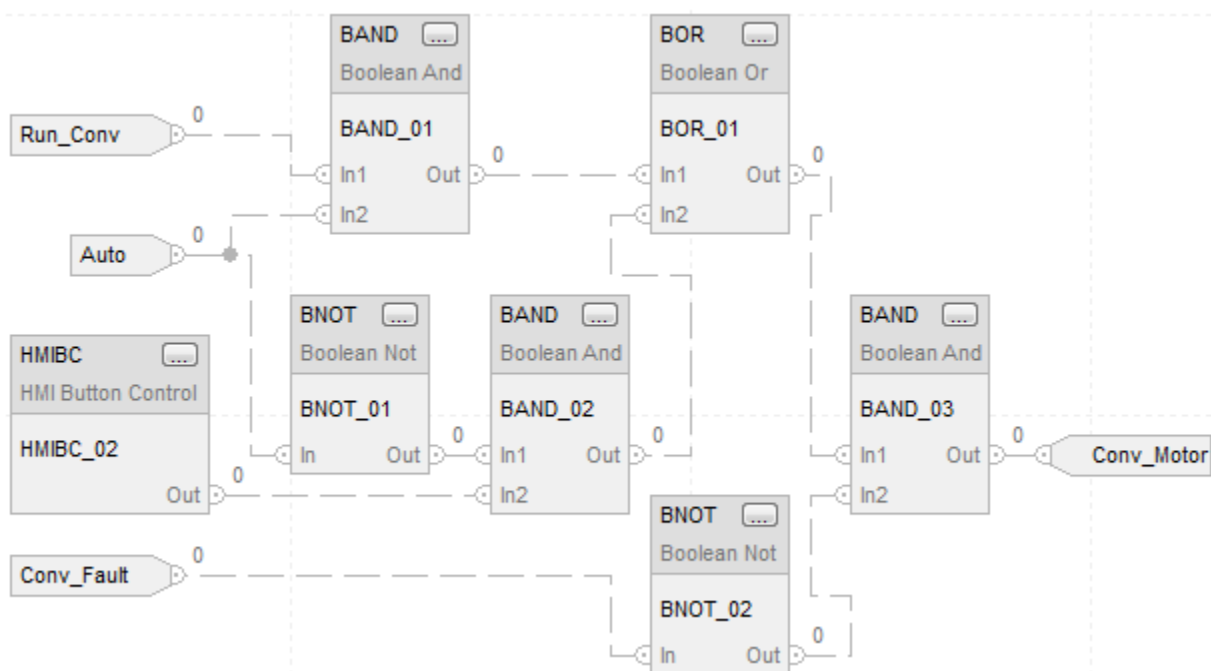 BAND ...
Boolean And
BAND_01
In1 Out 0
In2
BOR ...
Boolean Or
BOR_01
In1 Out 0
In2
Run_Conv 0
Auto 0
HMIBC ...
HMI Button Control
HMIBC_02
Out 0
BNOT ...
Boolean Not
BNOT_01
In Out 0
BAND ...
Boolean And
BAND_02
In1 Out 0
In2
BAND ...
Boolean And
BAND_03
In1 Out 0
In2
Conv_Motor
Conv_Fault 0
BNOT ...
Boolean Not
BNOT_02
In Out 0